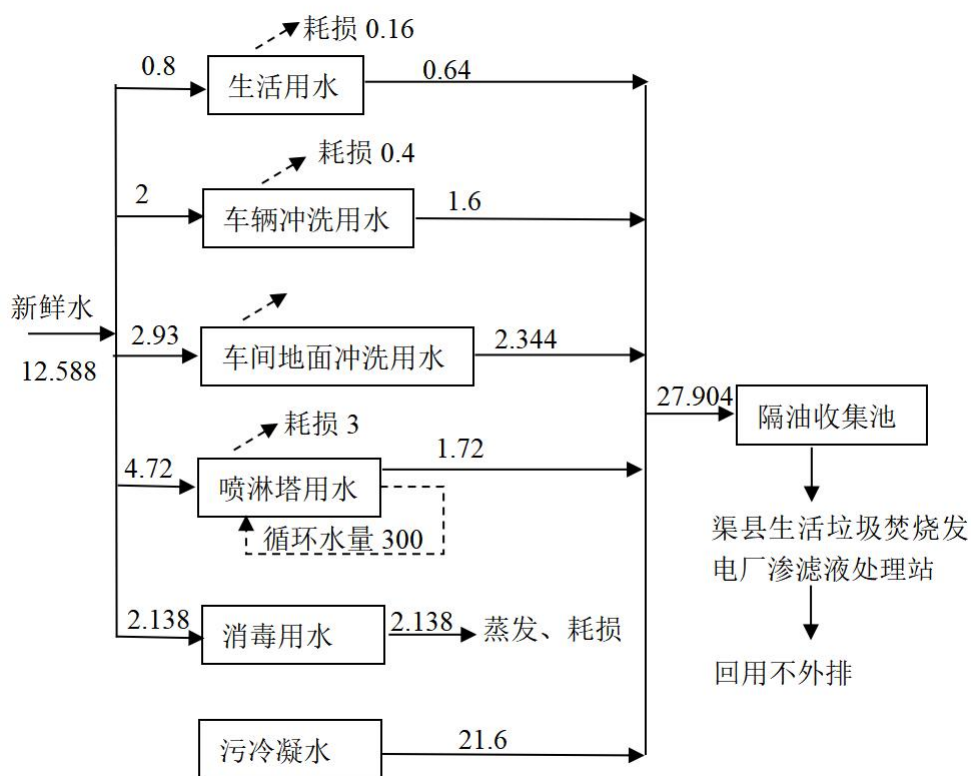 耗损 0.16
0.8
生活用水
0.64
耗损 0.4
2
车辆冲洗用水
1.6
新鲜水
12.588
2.93
车间地面冲洗用水
2.344
27.904
隔油收集池
耗损 3
4.72
喷淋塔用水
1.72
循环水量 300
渠县生活垃圾焚烧发
电厂渗滤液处理站
2.138
消毒用水
2.138
蒸发、耗损
回用不外排
污冷凝水
21.6